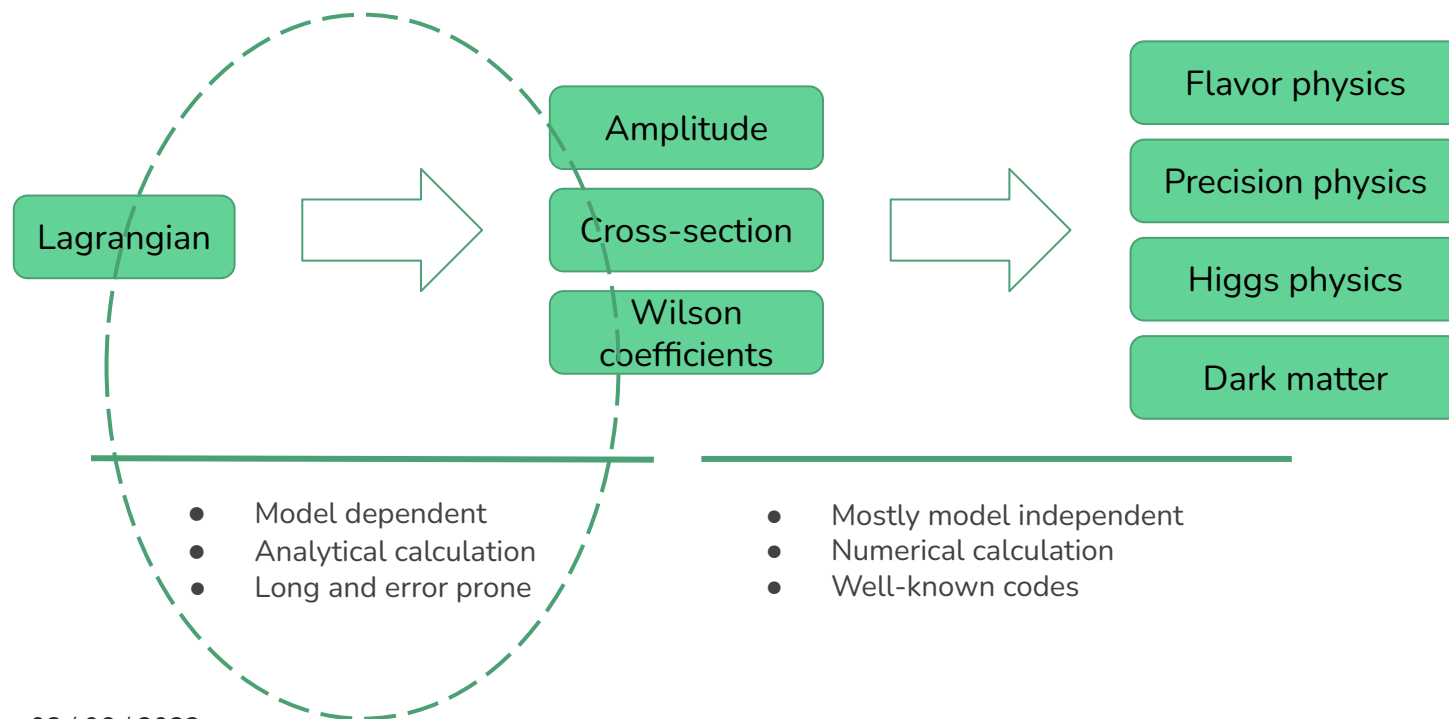 Lagrangian
Amplitude
Cross-section
Wilson
coefficients
Flavor physics
Precision physics
Higgs physics
Dark matter
● Model dependent
● Analytical calculation
● Long and error prone
● Mostly model independent
● Numerical calculation
● Well-known codes